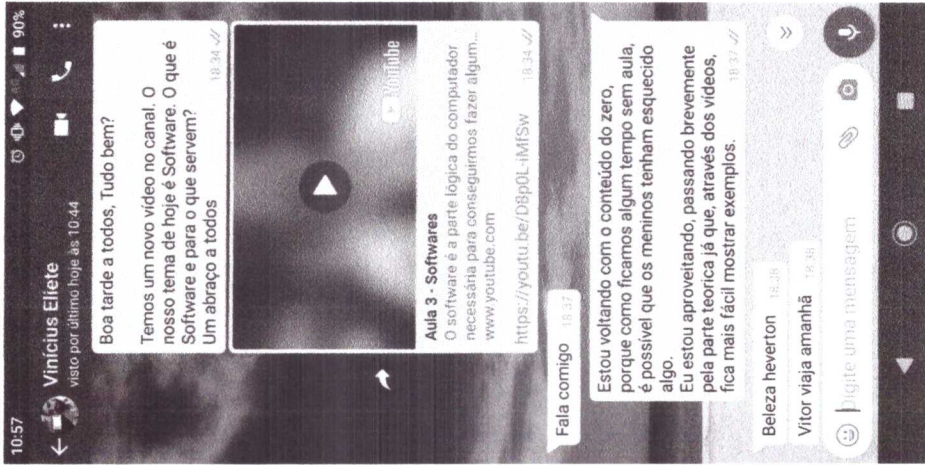 10:57
4G 90%
Vinícius Eliete
visto por último hoje às 10:44
Boa tarde a todos, Tudo bem?
Temos um novo vídeo no canal. O
nosso tema de hoje é Software. O que é
Software e para o que servem?
Um abraço a todos
18:34
YouTube
Aula 3 - Softwares
O software é a parte lógica do computador
necessária para conseguirmos fazer algum...
www.youtube.com
https://youtu.be/DBp0L-iMfSw
18:34
Fala comigo 18:37
Estou voltando com o conteúdo do zero,
porque como ficamos algum tempo sem aula,
é possível que os meninos tenham esquecido
algo.
Eu estou aproveitando, passando brevemente
pela parte teorica já que, através dos vídeos,
fica mais fácil mostrar exemplos.
18:37
Beleza heverton 18:38
Vitor viaja amanhã 18:38
Digite uma mensagem